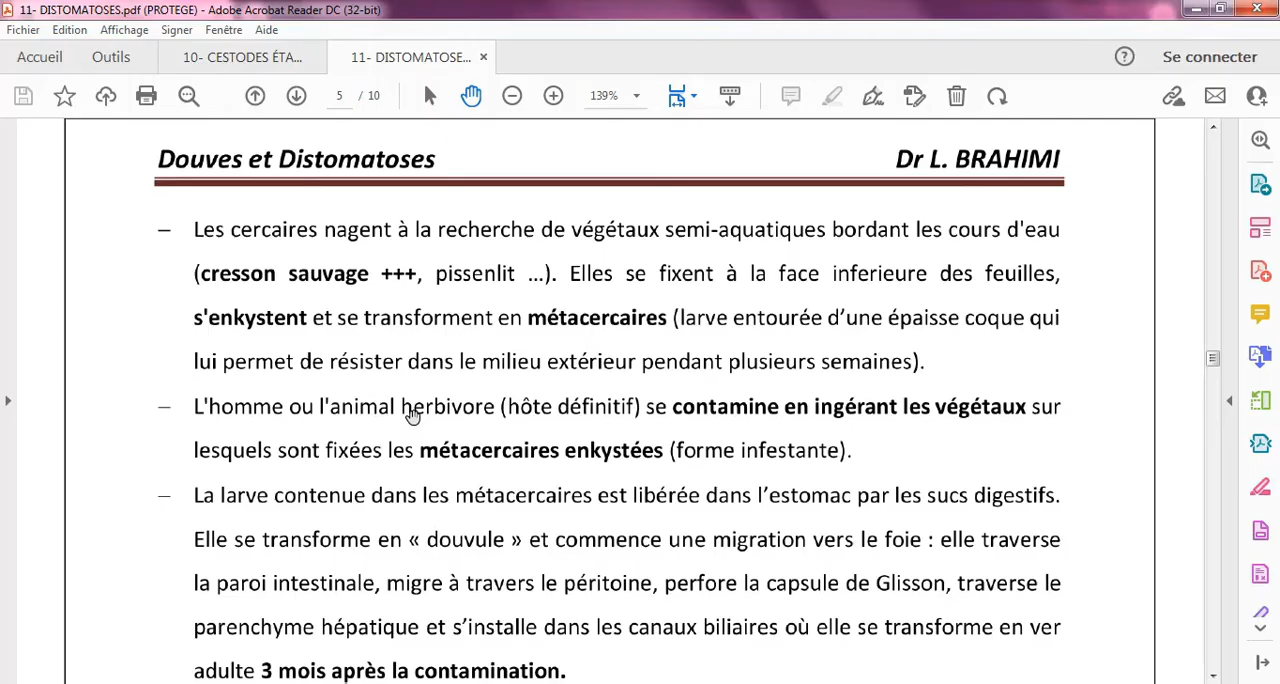 11- DISTOMATOSES.pdf (PROTEGE) - Adobe Acrobat Reader DC (32-bit)
Fichier Edition Affichage Signer Fenêtre Aide
Accueil Outils 10- CESTODES ÉTA... 11- DISTOMATOSE... × ? Se connecter
5 / 10 139%
Douves et Distomatoses Dr L. BRAHIMI
– Les cercaires nagent à la recherche de végétaux semi-aquatiques bordant les cours d'eau
(cresson sauvage +++, pissenlit ...). Elles se fixent à la face inferieure des feuilles,
s'enkystent et se transforment en métacercaires (larve entourée d’une épaisse coque qui
lui permet de résister dans le milieu extérieur pendant plusieurs semaines).
– L'homme ou l'animal herbivore (hôte définitif) se contamine en ingérant les végétaux sur
lesquels sont fixées les métacercaires enkystées (forme infestante).
– La larve contenue dans les métacercaires est libérée dans l’estomac par les sucs digestifs.
Elle se transforme en « douvule » et commence une migration vers le foie : elle traverse
la paroi intestinale, migre à travers le péritoine, perfore la capsule de Glisson, traverse le
parenchyme hépatique et s’installe dans les canaux biliaires où elle se transforme en ver
adulte 3 mois après la contamination.